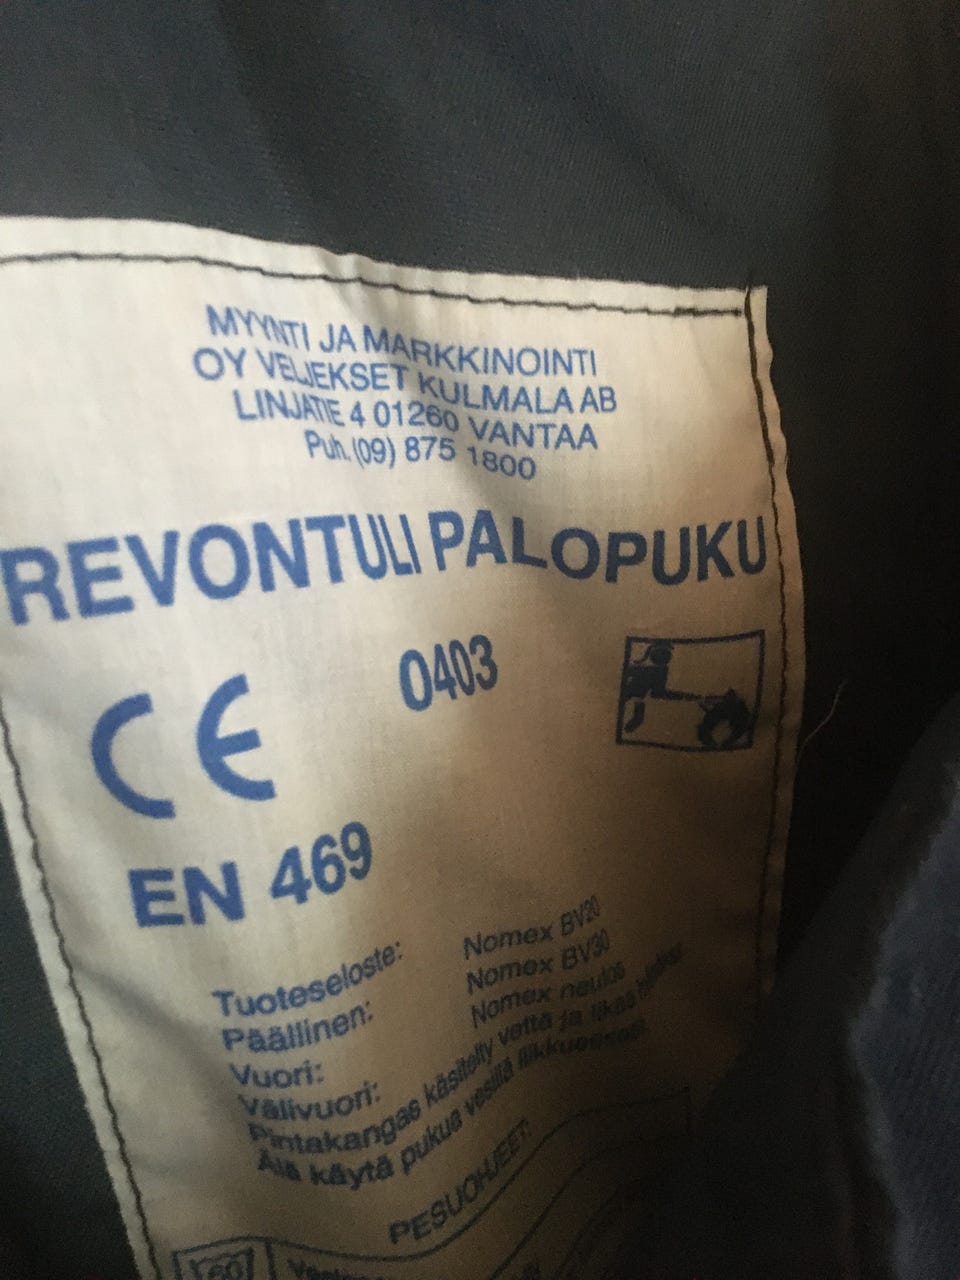 MYYNTI JA MARKKINOINTI
OY VELJEKSET KULMALA AB
LINJATIE 4 01260 VANTAA
Puh. (09) 875 1800
REVONTULI PALOPUKU
CE 0403
EN 469
Tuoteseloste:
Päällinen: Nomex BV20
Vuori: Nomex BV30
Välivuori: Nomex neulos
Pintakangas käsitelty vettä ja likaa
Älä käytä pukua vesillä liikkuessasi
PESUOHJEET:
60